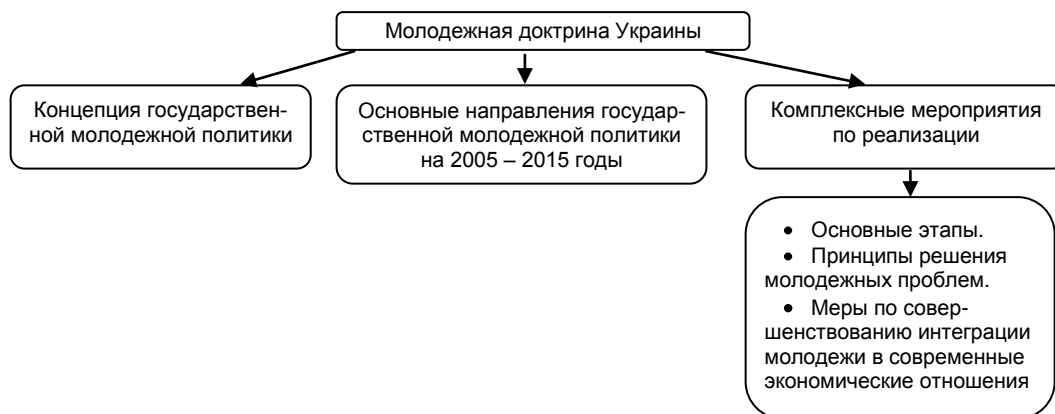 Молодежная доктрина Украины
Концепция государствен-
ной молодежной политики
Основные направления государ-
ственной молодежной политики
на 2005 – 2015 годы
Комплексные мероприятия
по реализации
• Основные этапы.
• Принципы решения
молодежных проблем.
• Меры по совер-
шенствованию интеграции
молодежи в современные
экономические отношения